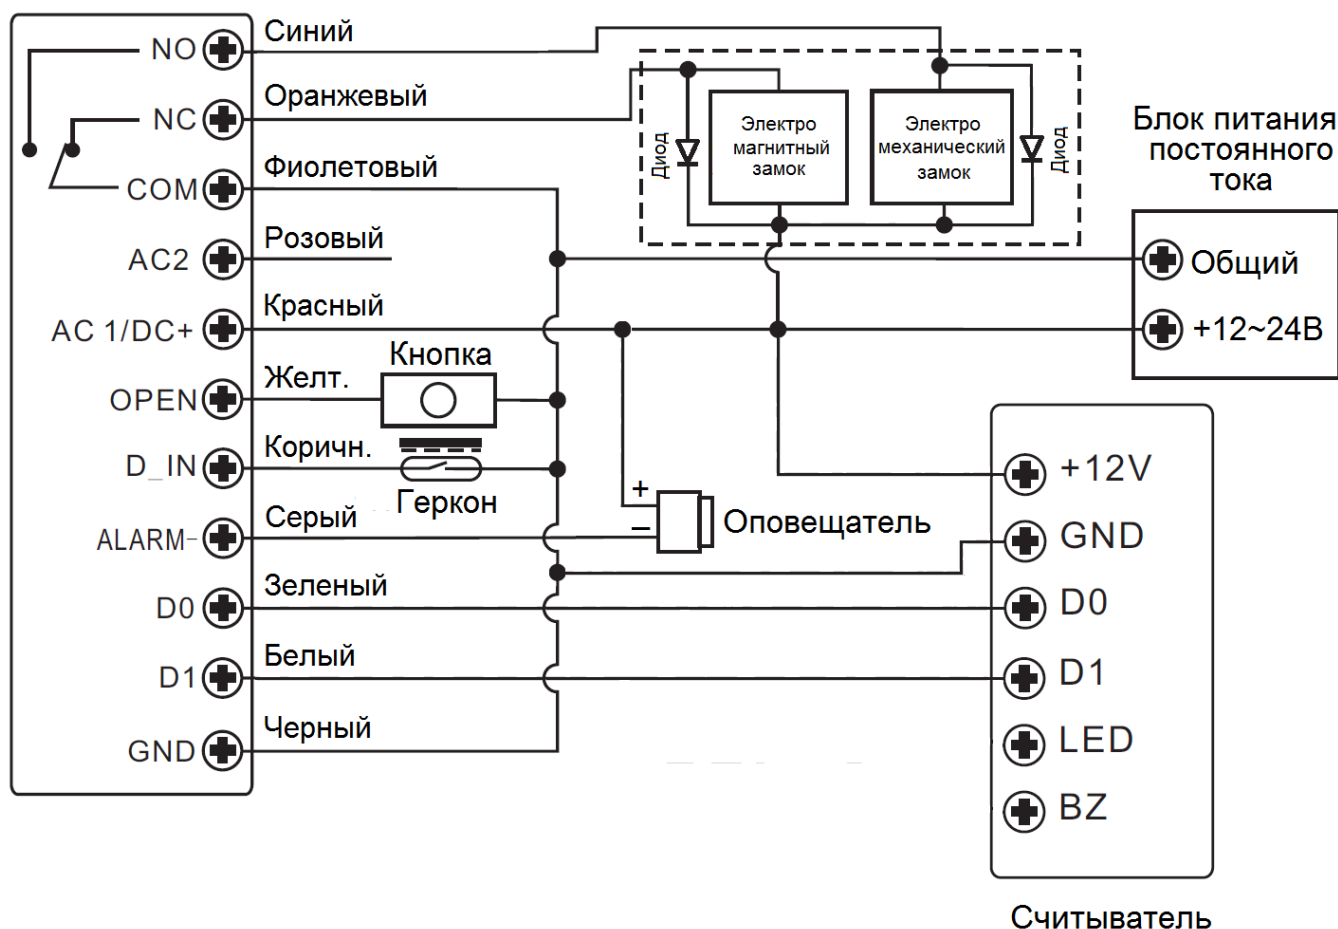 NO
Синий
NC
Оранжевый
COM
Фиолетовый
AC2
Розовый
AC 1/DC+
Красный
OPEN
Желт.
Кнопка
D_IN
Коричн.
Геркон
ALARM-
Серый
+
–
Оповещатель
D0
Зеленый
D1
Белый
GND
Черный
Диод
Электро
магнитный
замок
Электро
механический
замок
Диод
Блок питания
постоянного
тока
Общий
+12~24В
+12V
GND
D0
D1
LED
BZ
Считыватель